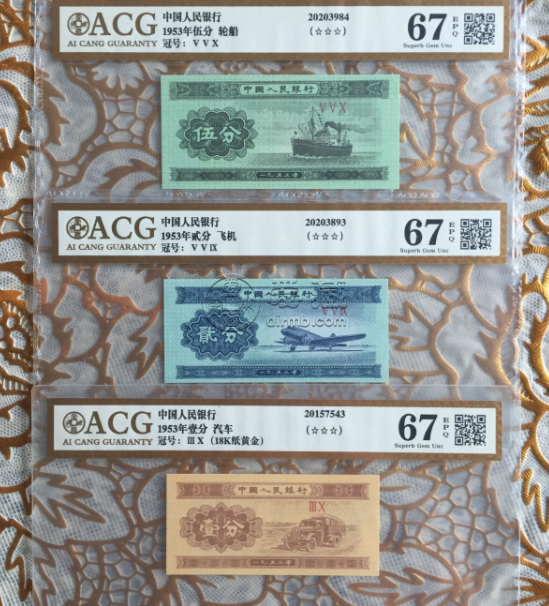 ACG
AI CANG GUARANTY
中国人民银行
1953年伍分 轮船
冠号: V V X
20203984
(☆☆☆)
67 EPQ
Superb Gem Unc
中國人民銀行
V V X
伍分
一九五三年
ACG
AI CANG GUARANTY
中国人民银行
1953年贰分 飞机
冠号: V V IX
20203893
(☆☆☆)
67 EPQ
Superb Gem Unc
中國人民銀行
貳分
dirmb.com
一九五三年
ACG
AI CANG GUARANTY
中国人民银行
1953年壹分 汽车
冠号: Ⅲ X (18K纸黄金)
20157543
(☆☆☆)
67 EPQ
Superb Gem Unc
中國人民銀行
ⅢX
壹分
一九五三年